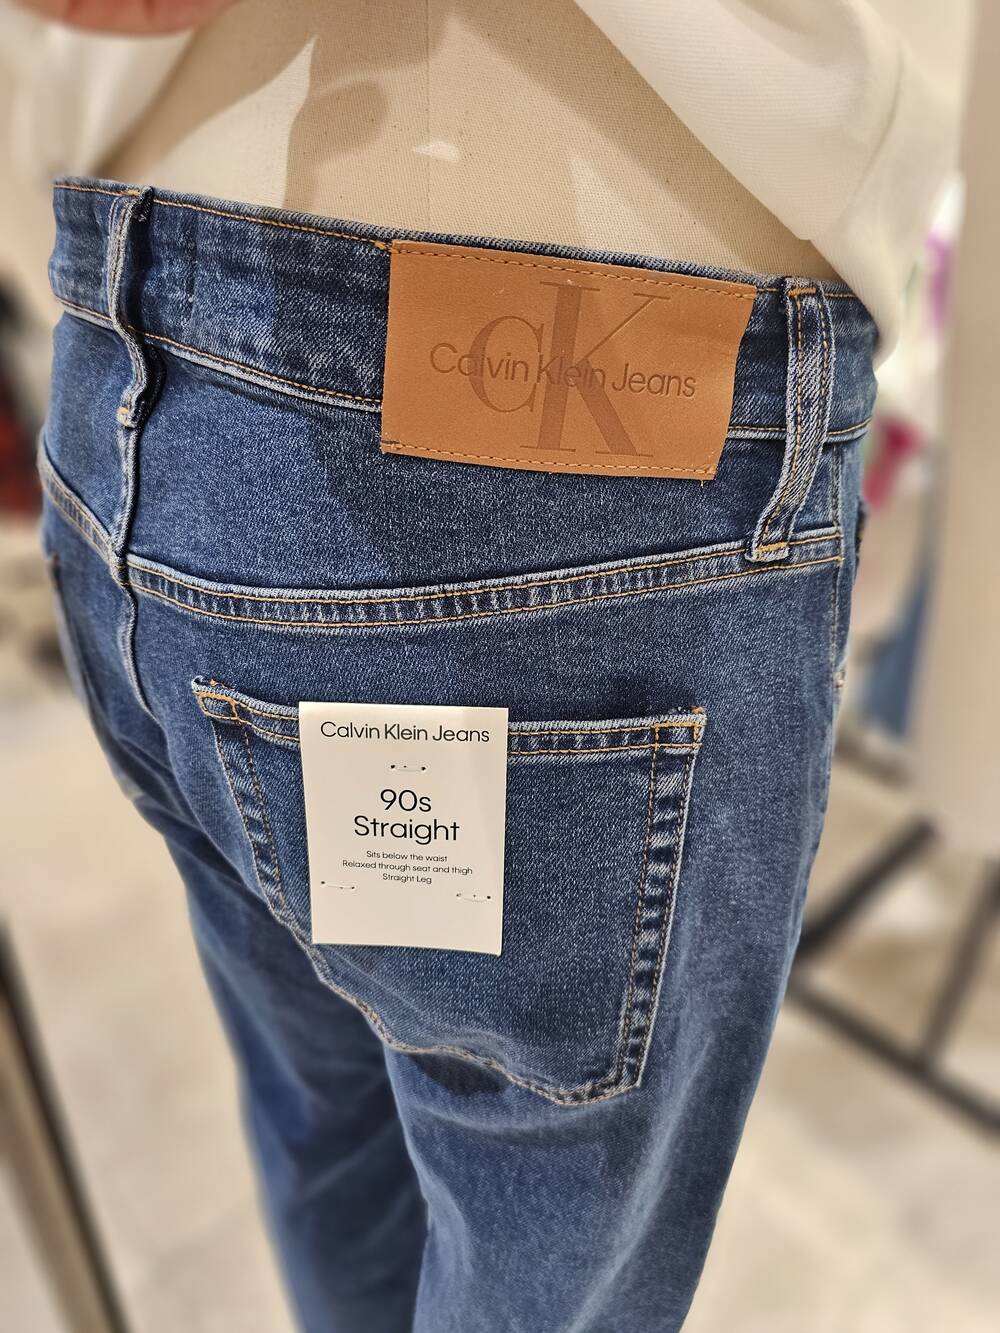 CK
Calvin Klein Jeans
Calvin Klein Jeans
90s
Straight
Sits below the waist
Relaxed through seat and thigh
Straight Leg